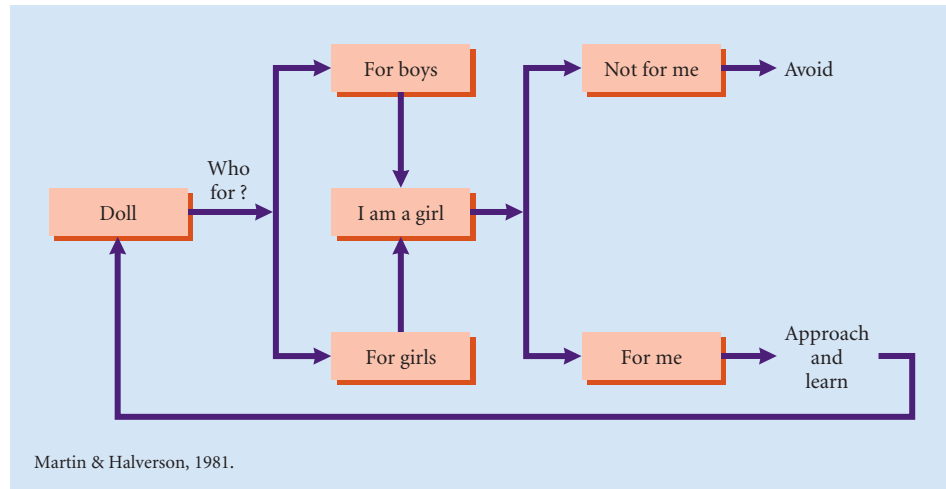 For boys
Not for me
Avoid
Who
for ?
Doll
I am a girl
For girls
For me
Approach
and
learn
Martin & Halverson, 1981.